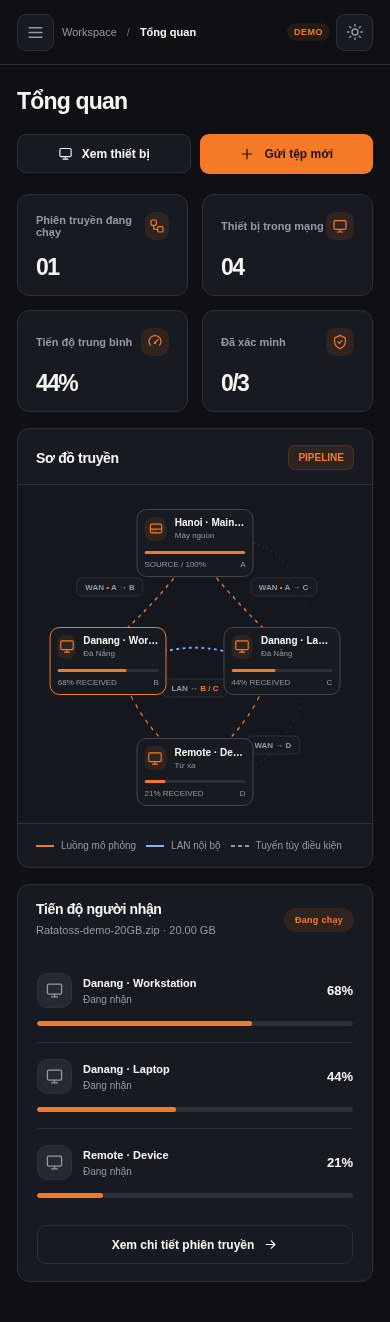 Workspace / Tổng quan
DEMO
Tổng quan
Xem thiết bị
Gửi tệp mới
Phiên truyền đang
chạy
01
Thiết bị trong mạng
04
Tiến độ trung bình
44%
Đã xác minh
0/3
Sơ đồ truyền
PIPELINE
Hanoi · Main…
Máy nguồn
SOURCE / 100% A
WAN • A → B
WAN • A → C
Danang · Wor…
Đà Nẵng
68% RECEIVED B
LAN ↔ B / C
Danang · La…
Đà Nẵng
44% RECEIVED C
Remote · De…
Từ xa
21% RECEIVED D
WAN → D
Luồng mô phỏng
LAN nội bộ
Tuyến tùy điều kiện
Tiến độ người nhận
Ratatoss-demo-20GB.zip · 20.00 GB
Đang chạy
Danang · Workstation
Đang nhận
68%
Danang · Laptop
Đang nhận
44%
Remote · Device
Đang nhận
21%
Xem chi tiết phiên truyền →